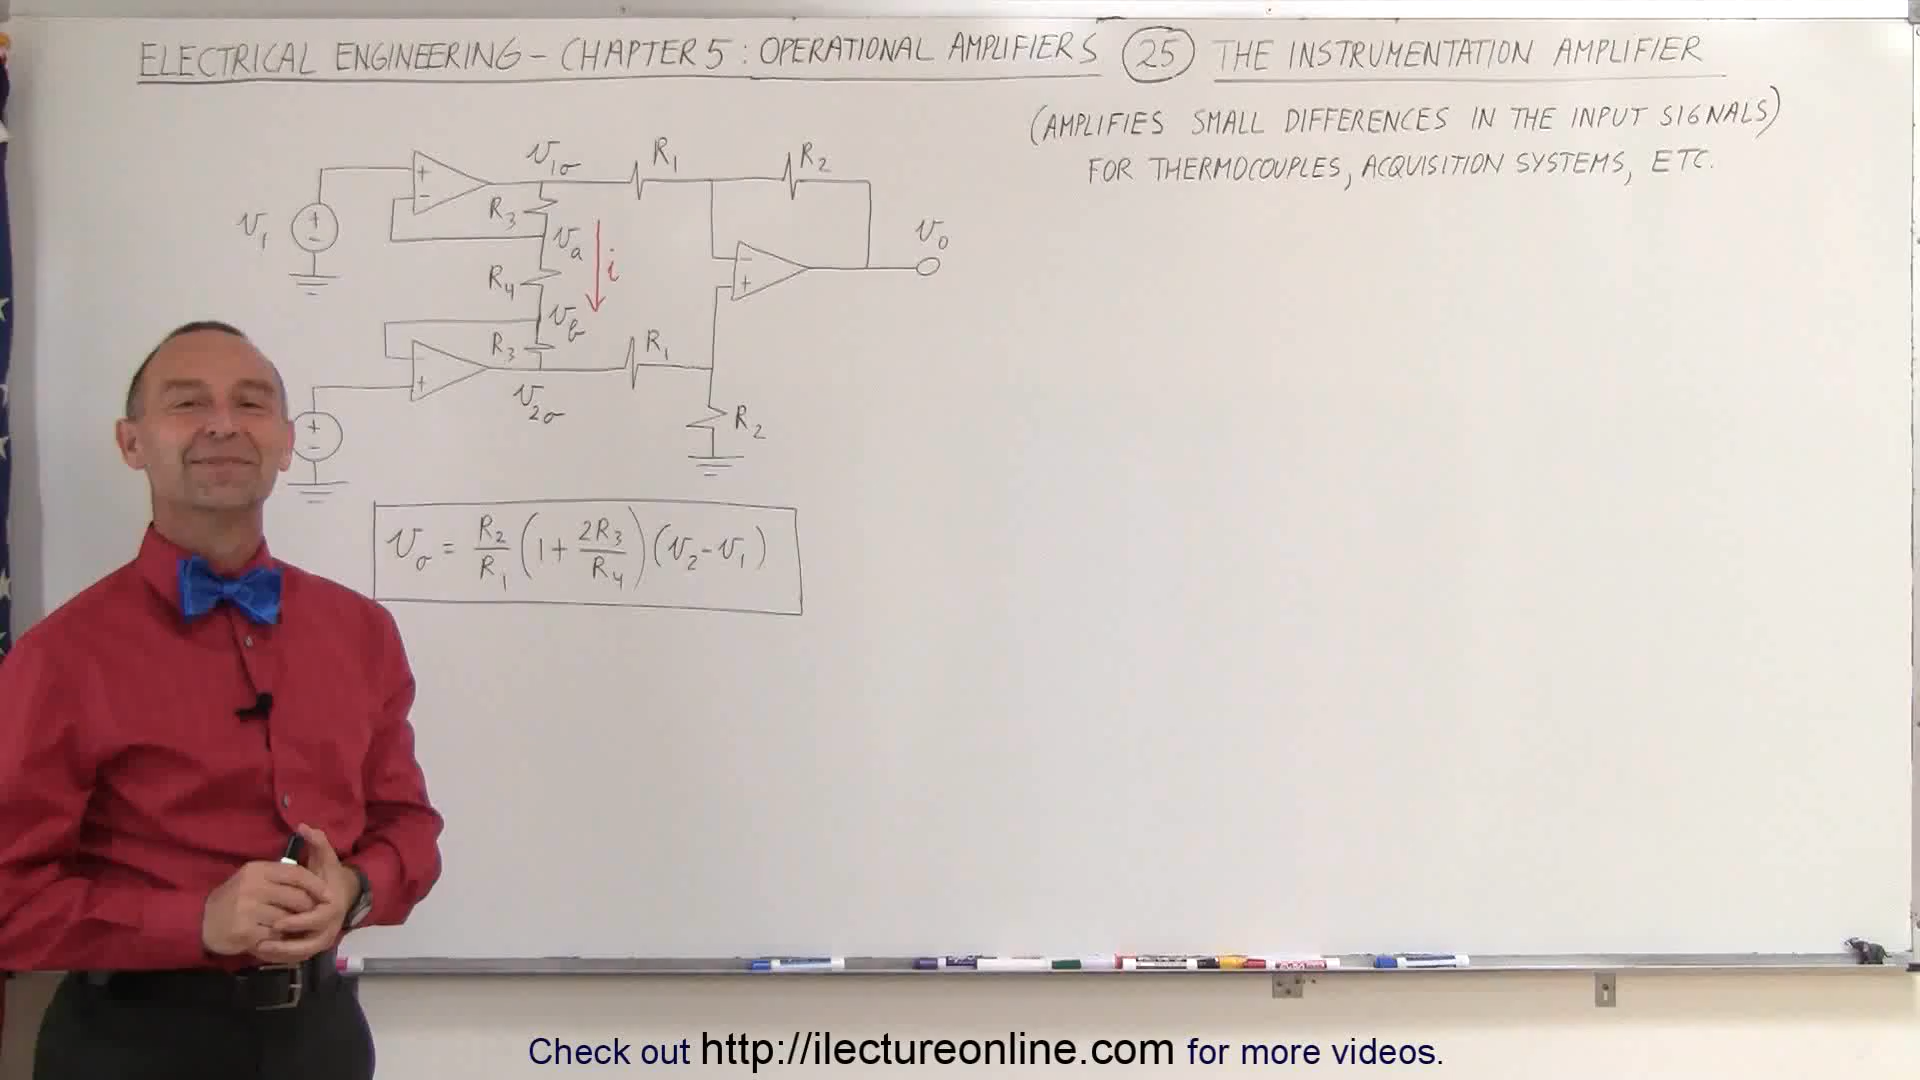 ELECTRICAL ENGINEERING – CHAPTER 5 : OPERATIONAL AMPLIFIERS 25 THE INSTRUMENTATION AMPLIFIER
(AMPLIFIES SMALL DIFFERENCES IN THE INPUT SIGNALS)
FOR THERMOCOUPLES, ACQUISITION SYSTEMS, ETC.
v₁ₒ R₁ R₂
+
−
R₃
v₁
+
−
vₐ
i
vₒ
R₄
−
+
v_b
R₃ R₁
−
+
v₂ₒ
R₂
+
−
vₒ = R₂/R₁ (1 + 2R₃/R₄) (v₂ - v₁)
Check out http://ilectureonline.com for more videos.